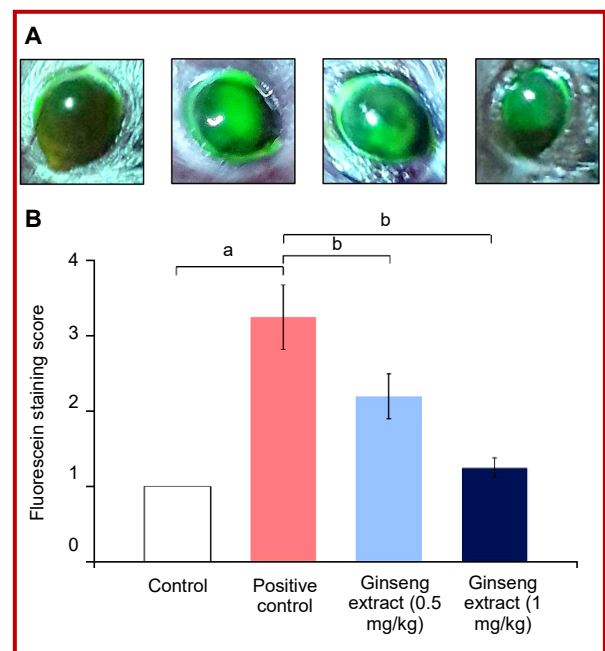 A
B
b
a
b
4
3
2
1
0
Fluorescein staining score
Control
Positive
control
Ginseng
extract (0.5
mg/kg)
Ginseng
extract (1
mg/kg)